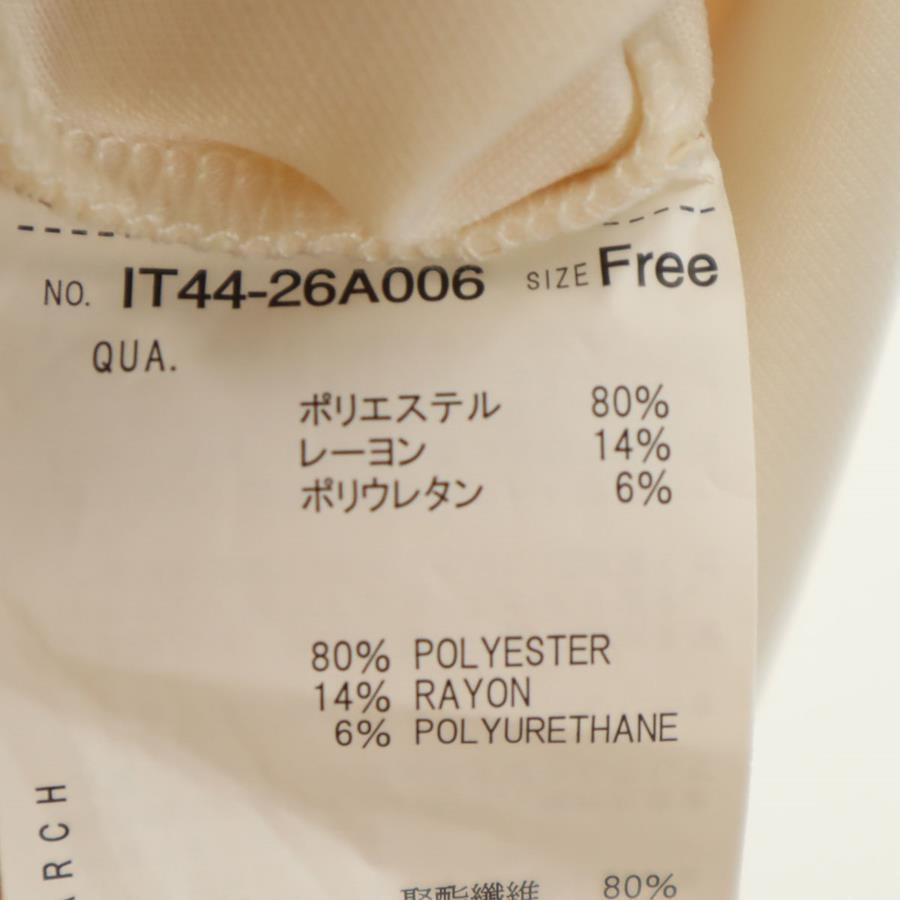 NO. IT44-26A006 SIZE Free
QUA.
ポリエステル 80%
レーヨン 14%
ポリウレタン 6%
80% POLYESTER
14% RAYON
6% POLYURETHANE
聚酯纖維 80%